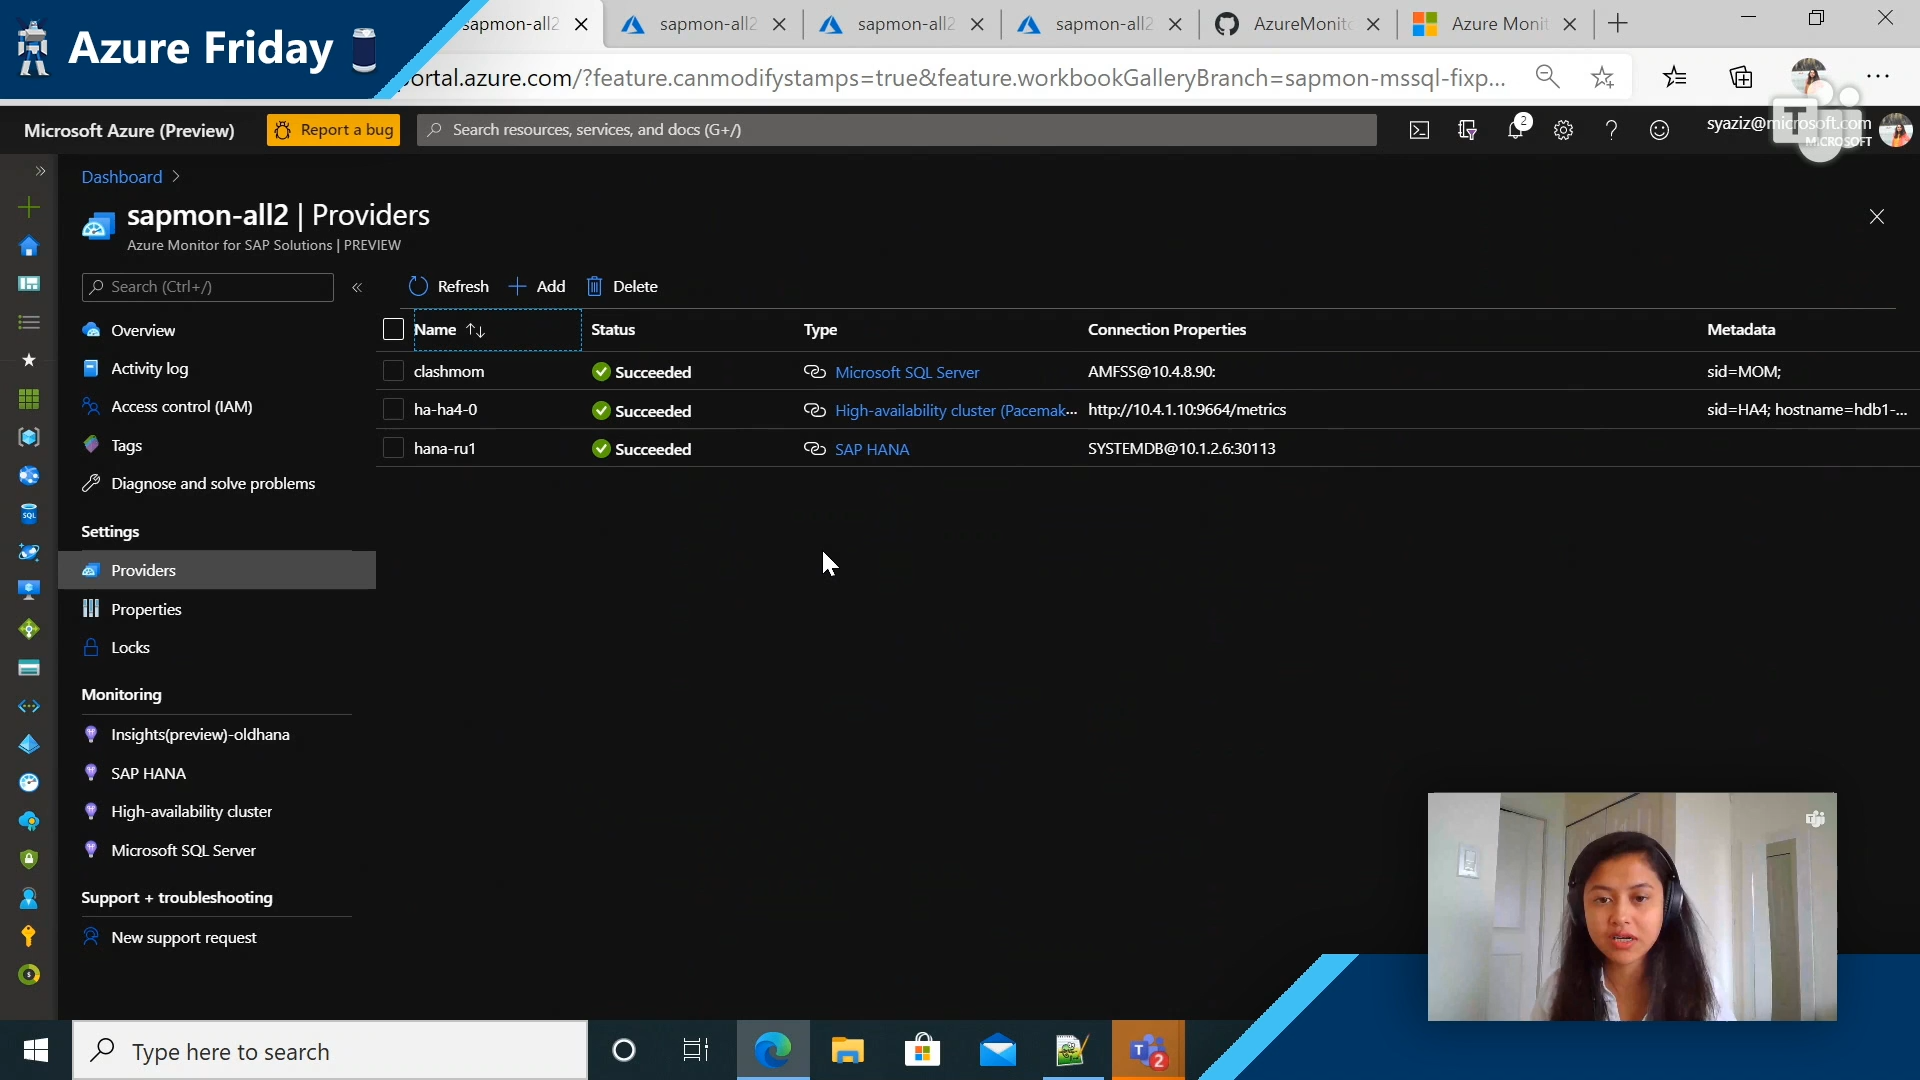 Azure Friday
sapmon-all2
sapmon-all2
sapmon-all2
sapmon-all2
AzureMonit
Azure Monit
ortal.azure.com/?feature.canmodifystamps=true&feature.workbookGalleryBranch=sapmon-mssql-fixp...
Microsoft Azure (Preview)
Report a bug
Search resources, services, and docs (G+/)
2
syaziz@microsoft.com
MICROSOFT
Dashboard
sapmon-all2 | Providers
Azure Monitor for SAP Solutions | PREVIEW
Search (Ctrl+/)
Refresh
Add
Delete
Overview
Activity log
Access control (IAM)
Tags
Diagnose and solve problems
Settings
Providers
Properties
Locks
Monitoring
Insights(preview)-oldhana
SAP HANA
High-availability cluster
Microsoft SQL Server
Support + troubleshooting
New support request
Name Status Type Connection Properties Metadata
clashmom Succeeded Microsoft SQL Server AMFSS@10.4.8.90: sid=MOM;
ha-ha4-0 Succeeded High-availability cluster (Pacemak... http://10.4.1.10:9664/metrics sid=HA4; hostname=hdb1-...
hana-ru1 Succeeded SAP HANA SYSTEMDB@10.1.2.6:30113
SQL
Type here to search
T
2